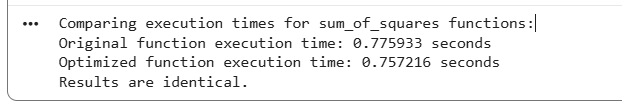 Comparing execution times for sum_of_squares functions:
Original function execution time: 0.775933 seconds
Optimized function execution time: 0.757216 seconds
Results are identical.